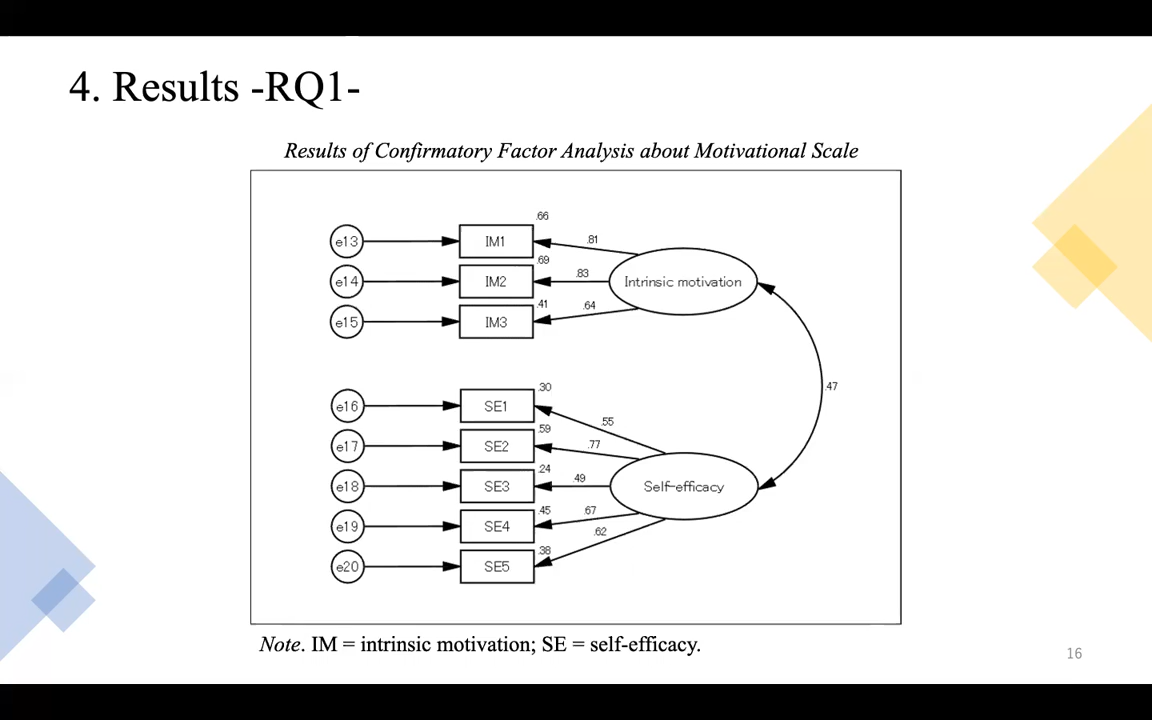 4. Results -RQ1-
Results of Confirmatory Factor Analysis about Motivational Scale
.66
e13 IM1 .81
.69
e14 IM2 .83 Intrinsic motivation
.41
e15 IM3 .64
.47
.30
e16 SE1 .55
.59
e17 SE2 .77
.24
e18 SE3 .49 Self-efficacy
.45
e19 SE4 .67
.62
.38
e20 SE5
Note. IM = intrinsic motivation; SE = self-efficacy.
16